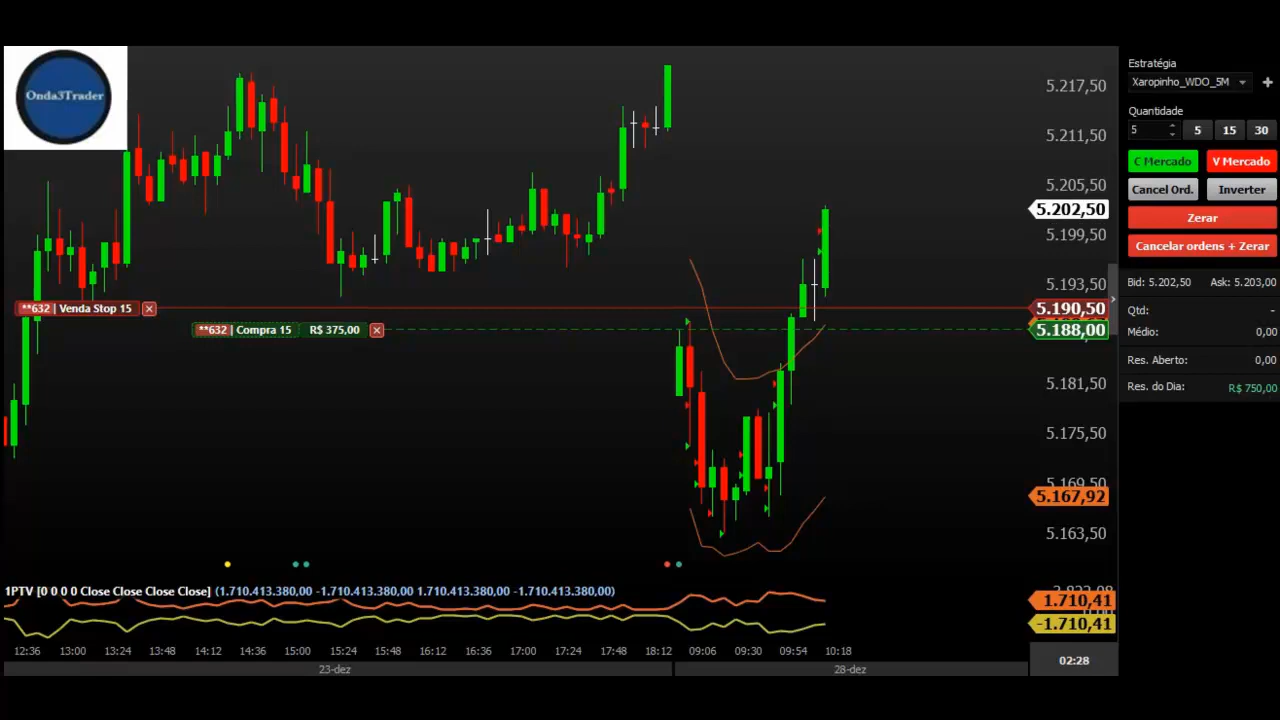 Onda3Trader
Estratégia
Xaropinho_WDO_5M
Quantidade
5 5 15 30
C Mercado V Mercado
Cancel Ord. Inverter
Zerar
Cancelar ordens + Zerar
Bid: 5.202,50 Ask: 5.203,00
Qtd: -
Médio: 0,00
Res. Aberto: 0,00
Res. do Dia: R$ 750,00
5.217,50
5.211,50
5.205,50
5.202,50
5.199,50
5.193,50
**632 | Venda Stop 15
5.190,50
**632 | Compra 15 R$ 375,00
5.188,00
5.181,50
5.175,50
5.169,50
5.167,92
5.163,50
1PTV [0 0 0 0 Close Close Close Close] (1.710.413.380,00 -1.710.413.380,00 1.710.413.380,00 -1.710.413.380,00)
1.710,41
-1.710,41
12:36 13:00 13:24 13:48 14:12 14:36 15:00 15:24 15:48 16:12 16:36 17:00 17:24 17:48 18:12 09:06 09:30 09:54 10:18
02:28
23-dez 28-dez